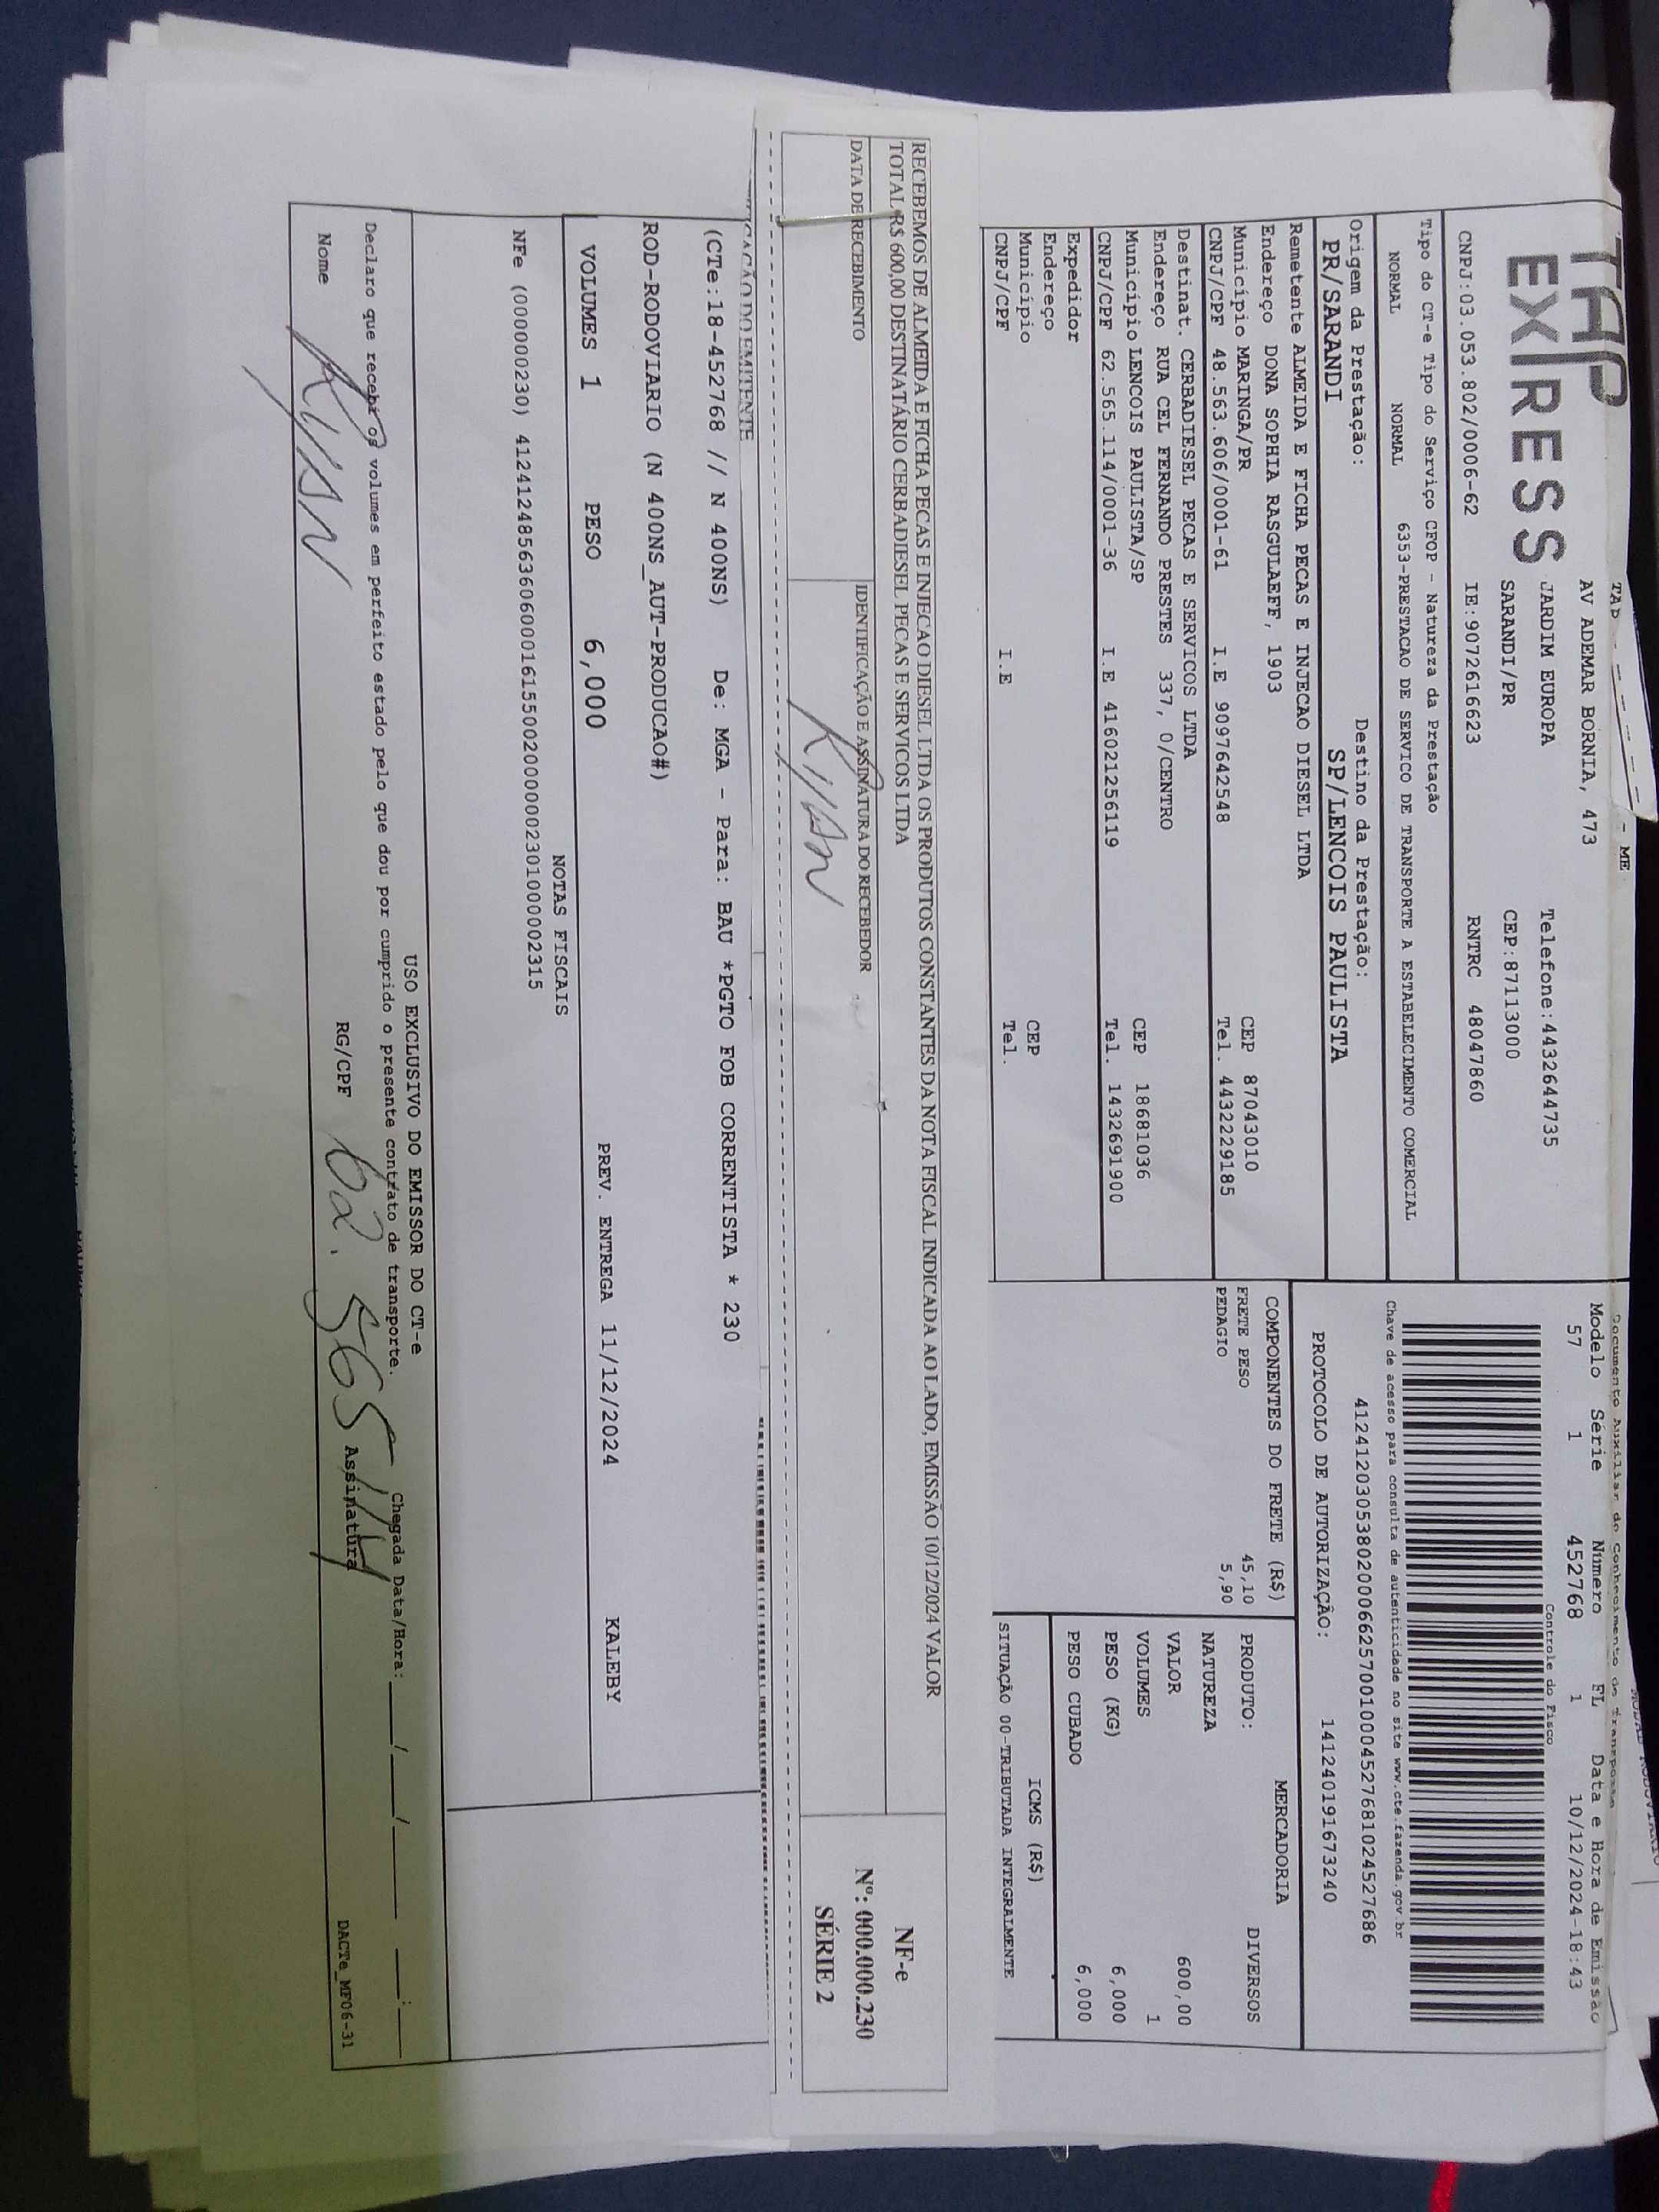 TAP
EXPRESS
AV ADEMAR BORNIA, 473
JARDIM EUROPA Telefone:4432644735
SARANDI/PR CEP:87113000
CNPJ:03.053.802/0006-62 IE:9072616623 RNTRC 48047860
Tipo do CT-e Tipo do Serviço CFOP - Natureza da Prestação
NORMAL NORMAL 6353-PRESTACAO DE SERVICO DE TRANSPORTE A ESTABELECIMENTO COMERCIAL
Origem da Prestação: Destino da Prestação:
PR/SARANDI SP/LENCOIS PAULISTA
Remetente ALMEIDA E FICHA PECAS E INJECAO DIESEL LTDA
Endereço DONA SOPHIA RASGULAEFF, 1903
Município MARINGA/PR CEP 87043010
CNPJ/CPF 48.563.606/0001-61 I.E 9097642548 Tel. 4432229185
Destinat. CERBADIESEL PECAS E SERVICOS LTDA
Endereço RUA CEL FERNANDO PRESTES 337, 0/CENTRO
Município LENCOIS PAULISTA/SP CEP 18681036
CNPJ/CPF 62.565.114/0001-36 I.E 416021256119 Tel. 1432691900
Expedidor
Endereço
Município CEP
CNPJ/CPF I.E Tel.
Documento Auxiliar do Conhecimento de Transporte
Modelo Série Número FL Data e Hora de Emissão
57 1 452768 1 10/12/2024-18:43
Controle do Fisco
Chave de acesso para consulta de autenticidade no site www.cte.fazenda.gov.br
41241203053802000662570010004527681024527686
PROTOCOLO DE AUTORIZAÇÃO: 141240191673240
COMPONENTES DO FRETE (R$)
FRETE PESO 45,10
PEDAGIO 5,90
MERCADORIA
PRODUTO: DIVERSOS
NATUREZA
VALOR 600,00
VOLUMES 1
PESO (KG) 6,000
PESO CUBADO 6,000
ICMS (R$)
SITUAÇÃO 00-TRIBUTADA INTEGRALMENTE
RECEBEMOS DE ALMEIDA E FICHA PECAS E INJECAO DIESEL LTDA OS PRODUTOS CONSTANTES DA NOTA FISCAL INDICADA AO LADO, EMISSÃO 10/12/2024 VALOR
TOTAL R$ 600,00 DESTINATÁRIO CERBADIESEL PECAS E SERVICOS LTDA
DATA DE RECEBIMENTO IDENTIFICAÇÃO E ASSINATURA DO RECEBEDOR
NF-e
Nº: 000.000.230
SÉRIE 2
DO EMITENTE
(CTe:18-452768 // N 400NS) De: MGA - Para: BAU *PGTO FOB CORRENTISTA * 230
ROD-RODOVIARIO (N 400NS_AUT-PRODUCAO#)
VOLUMES 1 PESO 6,000 PREV. ENTREGA 11/12/2024 KALEBY
NOTAS FISCAIS
NFe (000000230) 41241248563606000161550020000002301000002315
USO EXCLUSIVO DO EMISSOR DO CT-e
Declaro que recebi os volumes em perfeito estado pelo que dou por cumprido o presente contrato de transporte. Chegada Data/Hora: ____/____/____ ___:___
Nome RG/CPF 62.565 114 Assinatura
DACTe_MF06-31